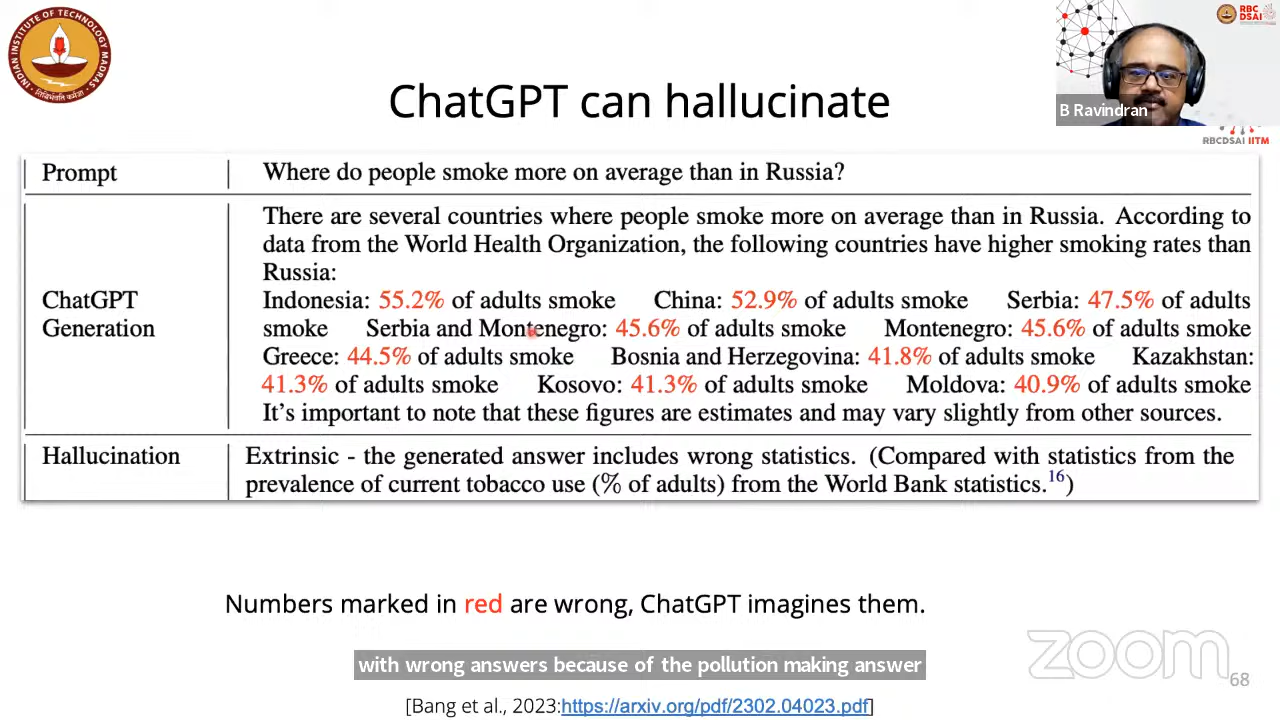 INDIAN INSTITUTE OF TECHNOLOGY MADRAS
RBC
DSAI
B Ravindran
RBCDSAI IITM
ChatGPT can hallucinate
Prompt
Where do people smoke more on average than in Russia?
ChatGPT
Generation
There are several countries where people smoke more on average than in Russia. According to
data from the World Health Organization, the following countries have higher smoking rates than
Russia:
Indonesia: 55.2% of adults smoke China: 52.9% of adults smoke Serbia: 47.5% of adults
smoke Serbia and Montenegro: 45.6% of adults smoke Montenegro: 45.6% of adults smoke
Greece: 44.5% of adults smoke Bosnia and Herzegovina: 41.8% of adults smoke Kazakhstan:
41.3% of adults smoke Kosovo: 41.3% of adults smoke Moldova: 40.9% of adults smoke
It's important to note that these figures are estimates and may vary slightly from other sources.
Hallucination
Extrinsic - the generated answer includes wrong statistics. (Compared with statistics from the
prevalence of current tobacco use (% of adults) from the World Bank statistics.16)
Numbers marked in red are wrong, ChatGPT imagines them.
with wrong answers because of the pollution making answer
zoom
68
[Bang et al., 2023:https://arxiv.org/pdf/2302.04023.pdf]